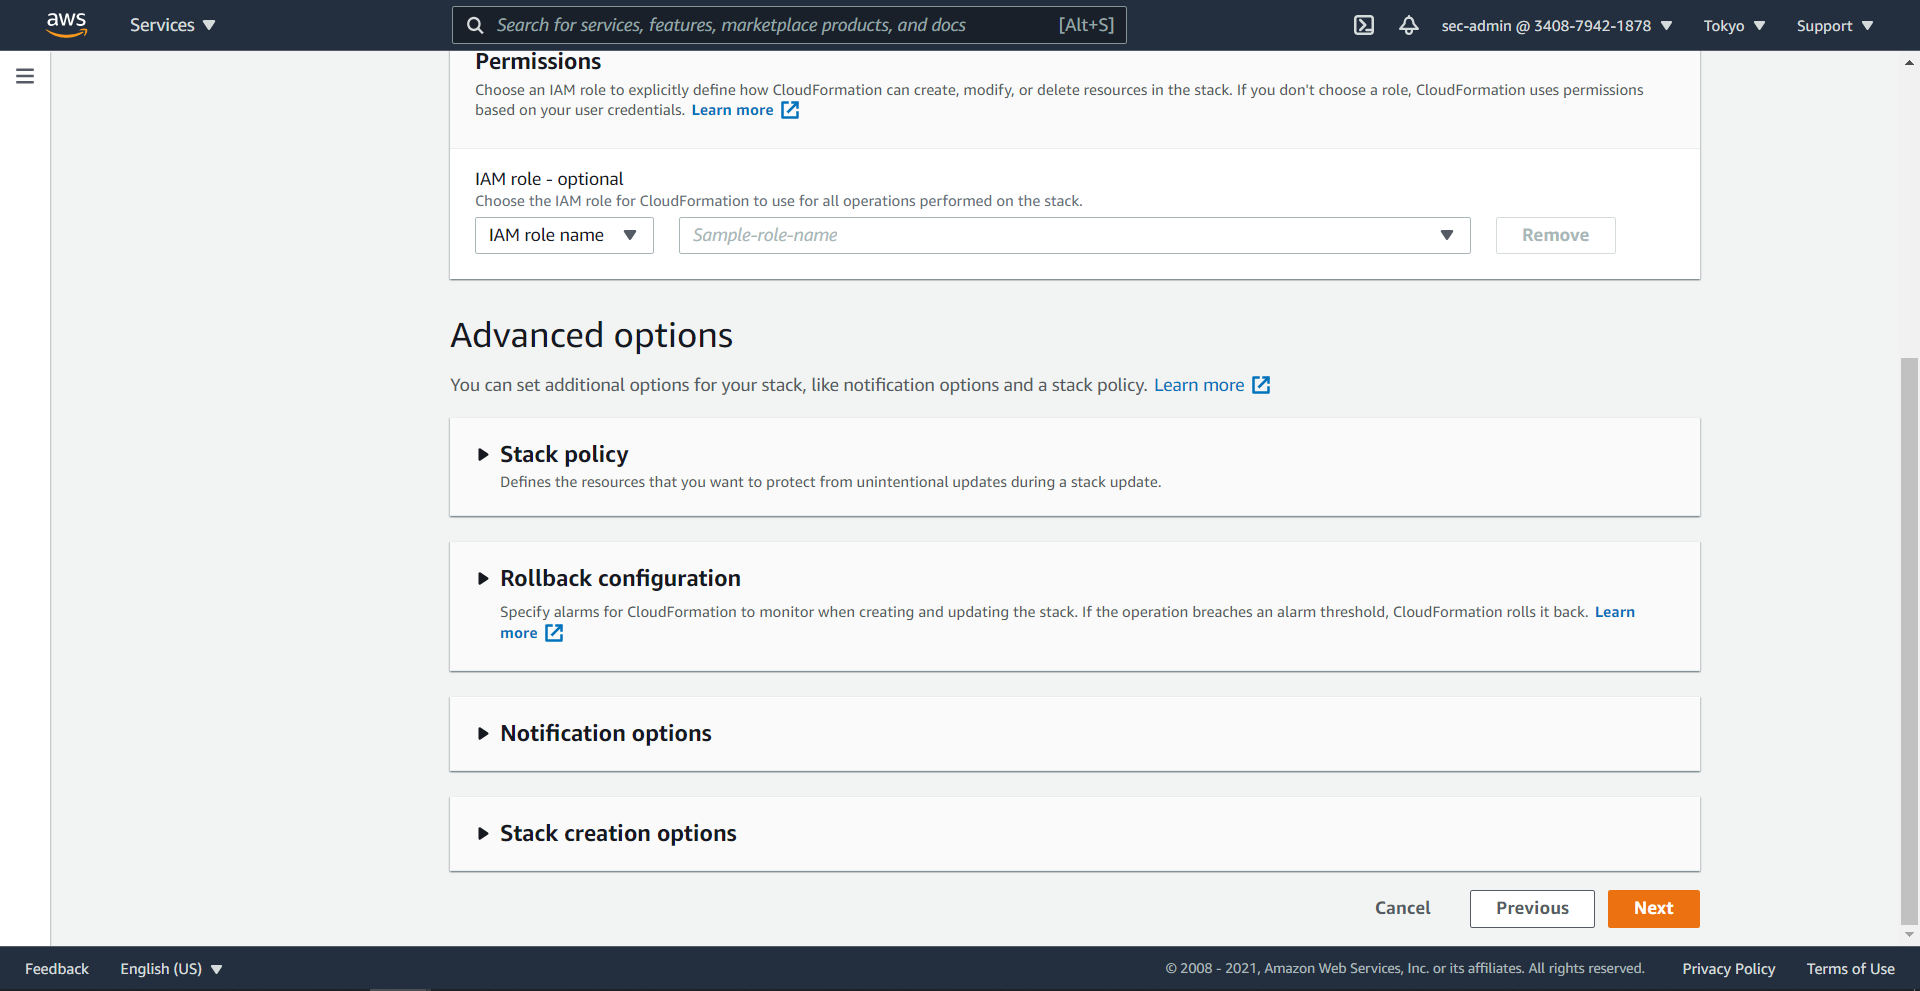 aws
Services
Search for services, features, marketplace products, and docs
[Alt+S]
sec-admin @ 3408-7942-1878
Tokyo
Support
Permissions
Choose an IAM role to explicitly define how CloudFormation can create, modify, or delete resources in the stack. If you don't choose a role, CloudFormation uses permissions
based on your user credentials. Learn more
IAM role - optional
Choose the IAM role for CloudFormation to use for all operations performed on the stack.
IAM role name
Sample-role-name
Remove
Advanced options
You can set additional options for your stack, like notification options and a stack policy. Learn more
Stack policy
Defines the resources that you want to protect from unintentional updates during a stack update.
Rollback configuration
Specify alarms for CloudFormation to monitor when creating and updating the stack. If the operation breaches an alarm threshold, CloudFormation rolls it back. Learn
more
Notification options
Stack creation options
Cancel
Previous
Next
Feedback
English (US)
© 2008 - 2021, Amazon Web Services, Inc. or its affiliates. All rights reserved.
Privacy Policy
Terms of Use